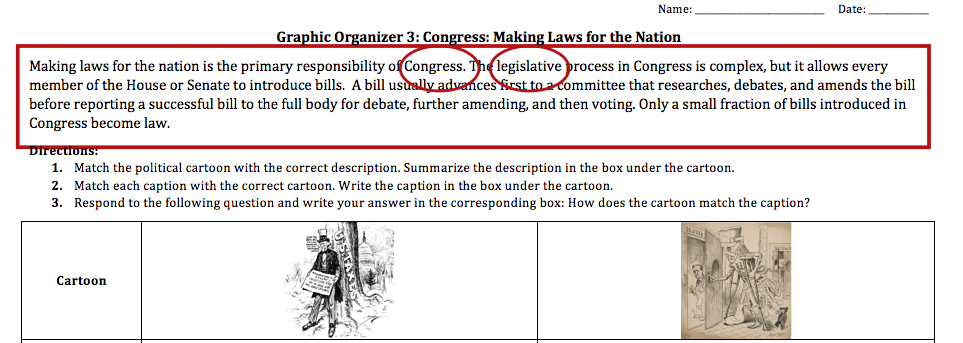 Name: Date:
Graphic Organizer 3: Congress: Making Laws for the Nation
Making laws for the nation is the primary responsibility of Congress. The legislative process in Congress is complex, but it allows every
member of the House or Senate to introduce bills. A bill usually advances first to a committee that researches, debates, and amends the bill
before reporting a successful bill to the full body for debate, further amending, and then voting. Only a small fraction of bills introduced in
Congress become law.
Directions:
1. Match the political cartoon with the correct description. Summarize the description in the box under the cartoon.
2. Match each caption with the correct cartoon. Write the caption in the box under the cartoon.
3. Respond to the following question and write your answer in the corresponding box: How does the cartoon match the caption?
Cartoon